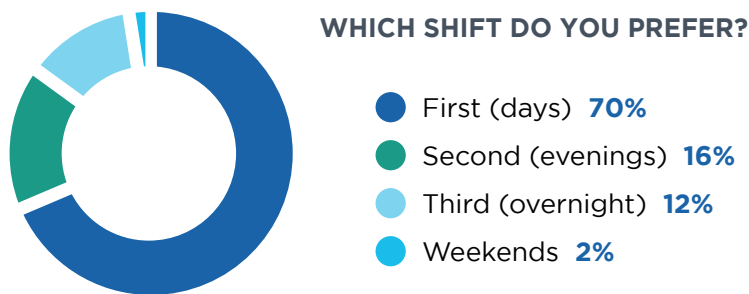 WHICH SHIFT DO YOU PREFER?
First (days) 70%
Second (evenings) 16%
Third (overnight) 12%
Weekends 2%